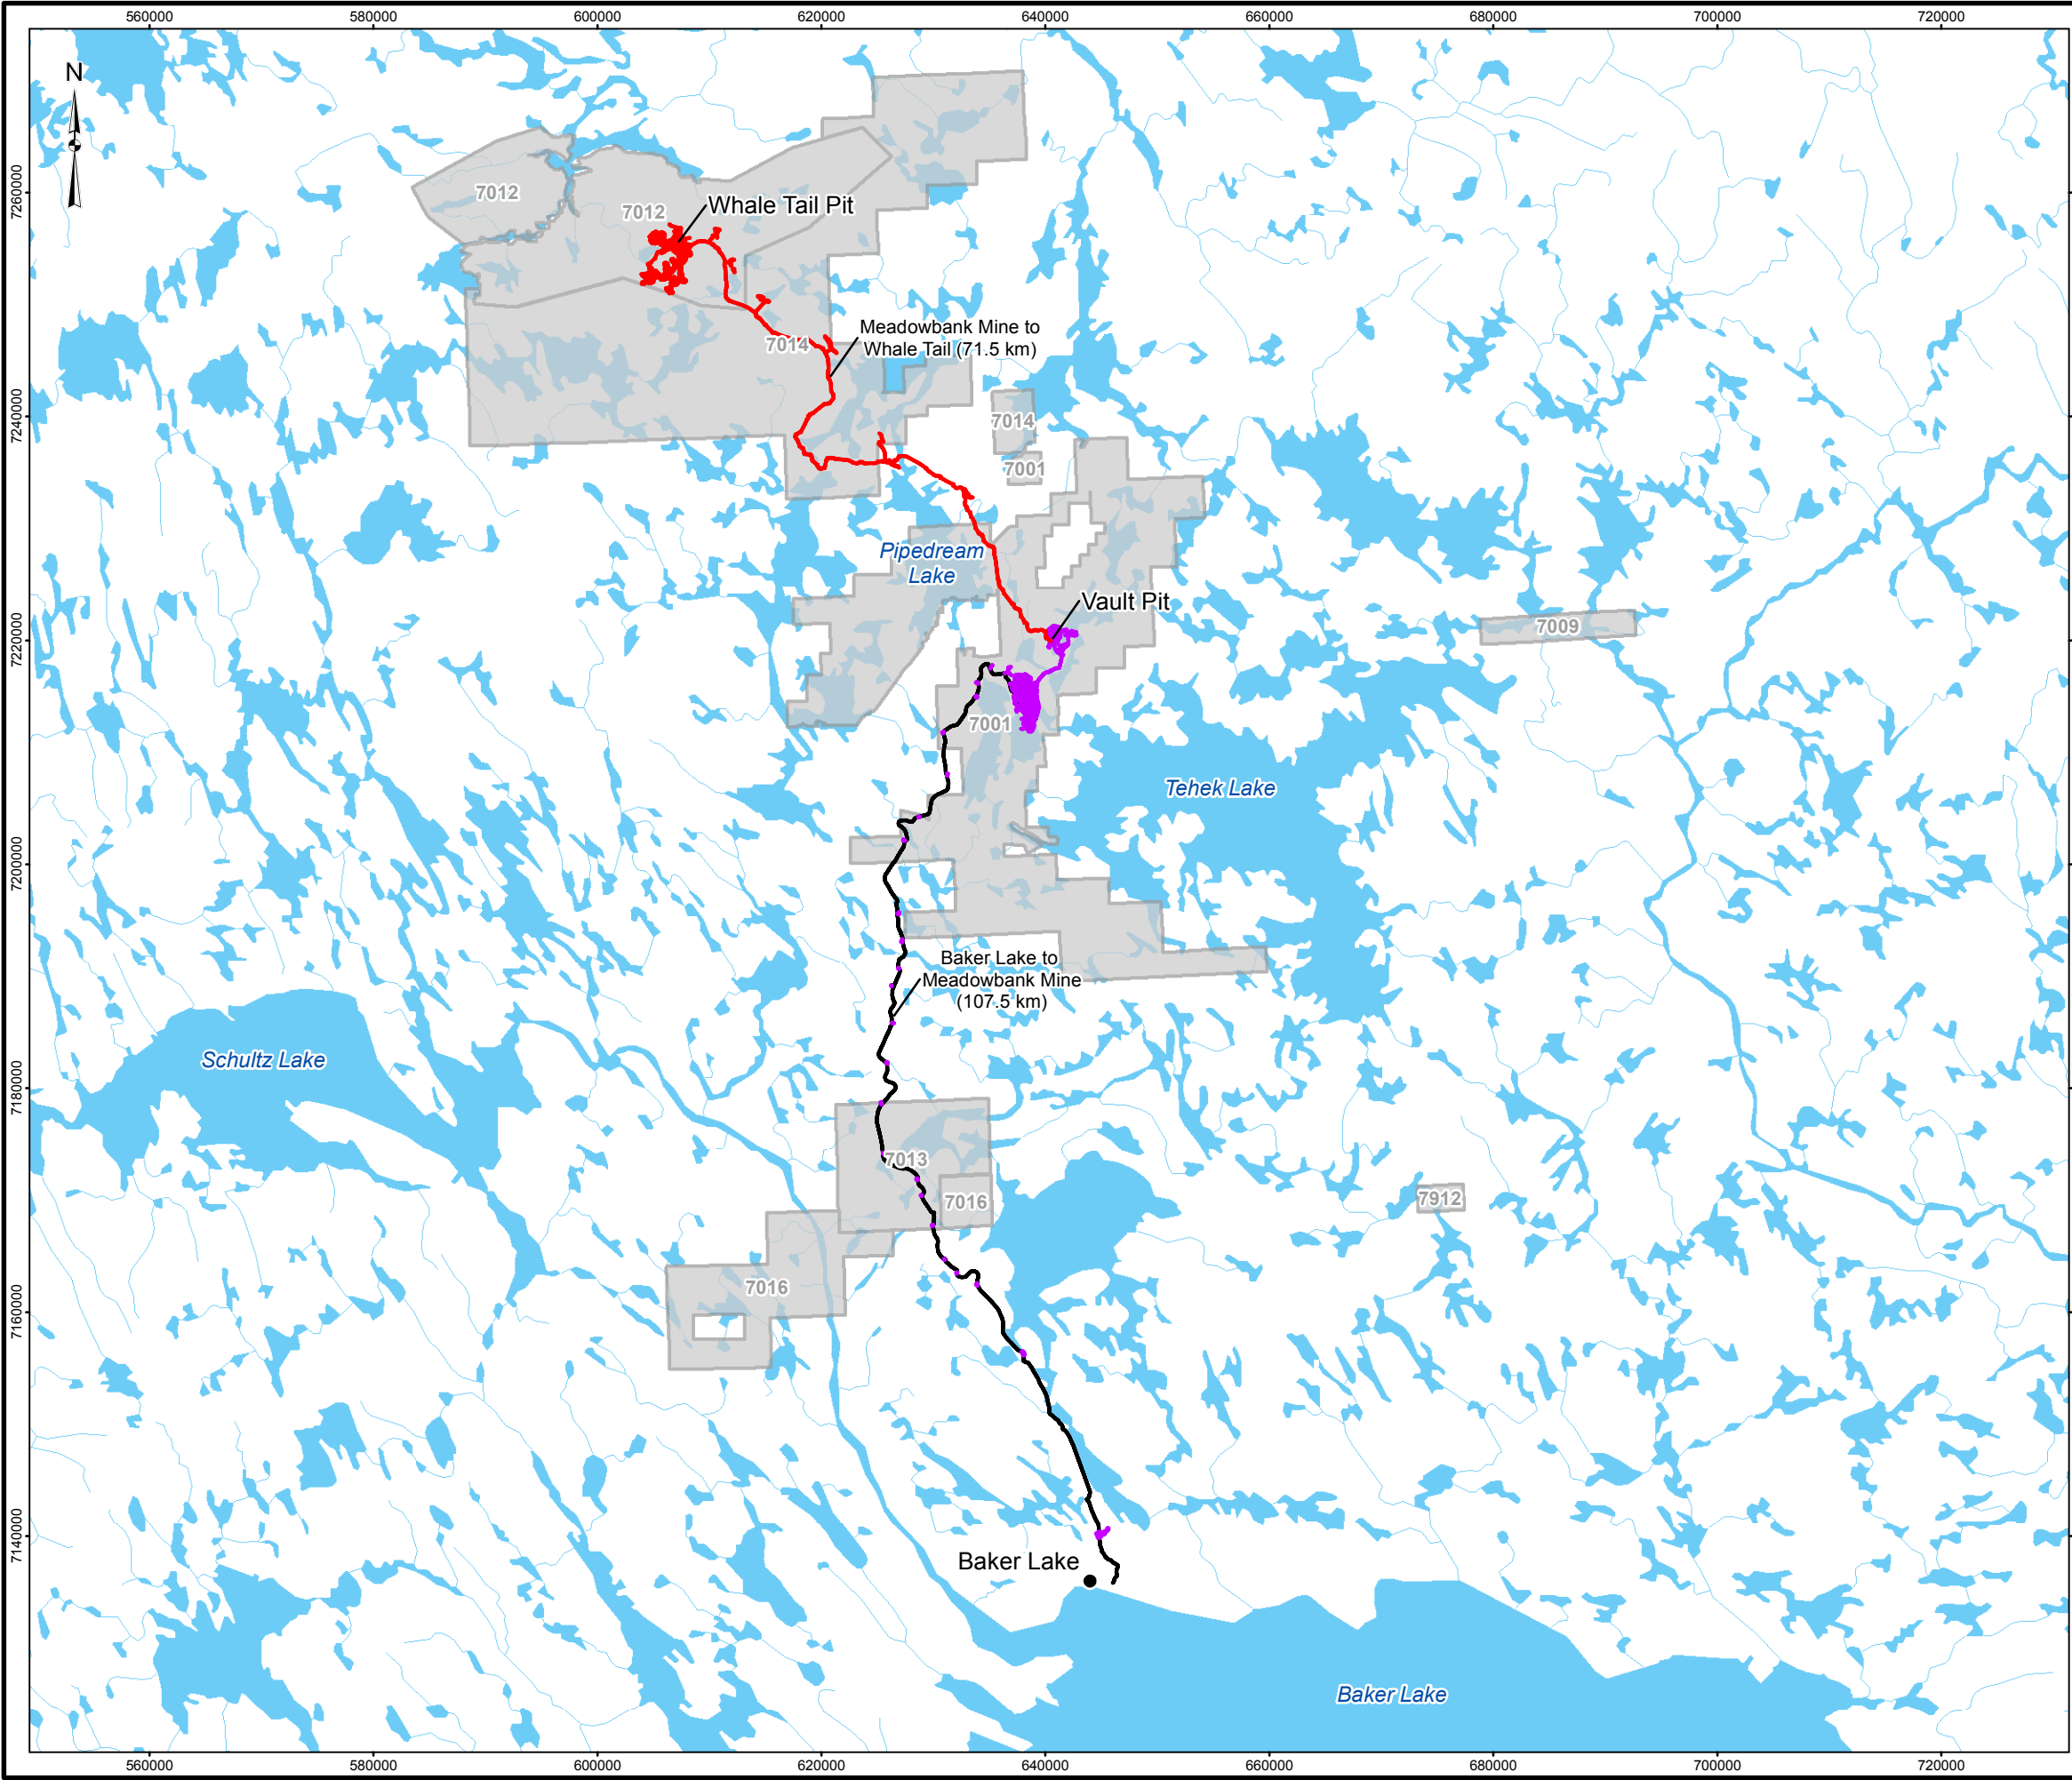 560000
580000
600000
620000
640000
660000
680000
700000
720000
N
7260000
7240000
7220000
7200000
7180000
7160000
7140000
7012
7012
Whale Tail Pit
Meadowbank Mine to
Whale Tail (71.5 km)
7014
7014
7001
Pipedream
Lake
Vault Pit
7009
7001
Tehek Lake
Baker Lake to
Meadowbank Mine
(107.5 km)
Schultz Lake
7013
7016
7912
7016
Baker Lake
Baker Lake
560000
580000
600000
620000
640000
660000
680000
700000
720000